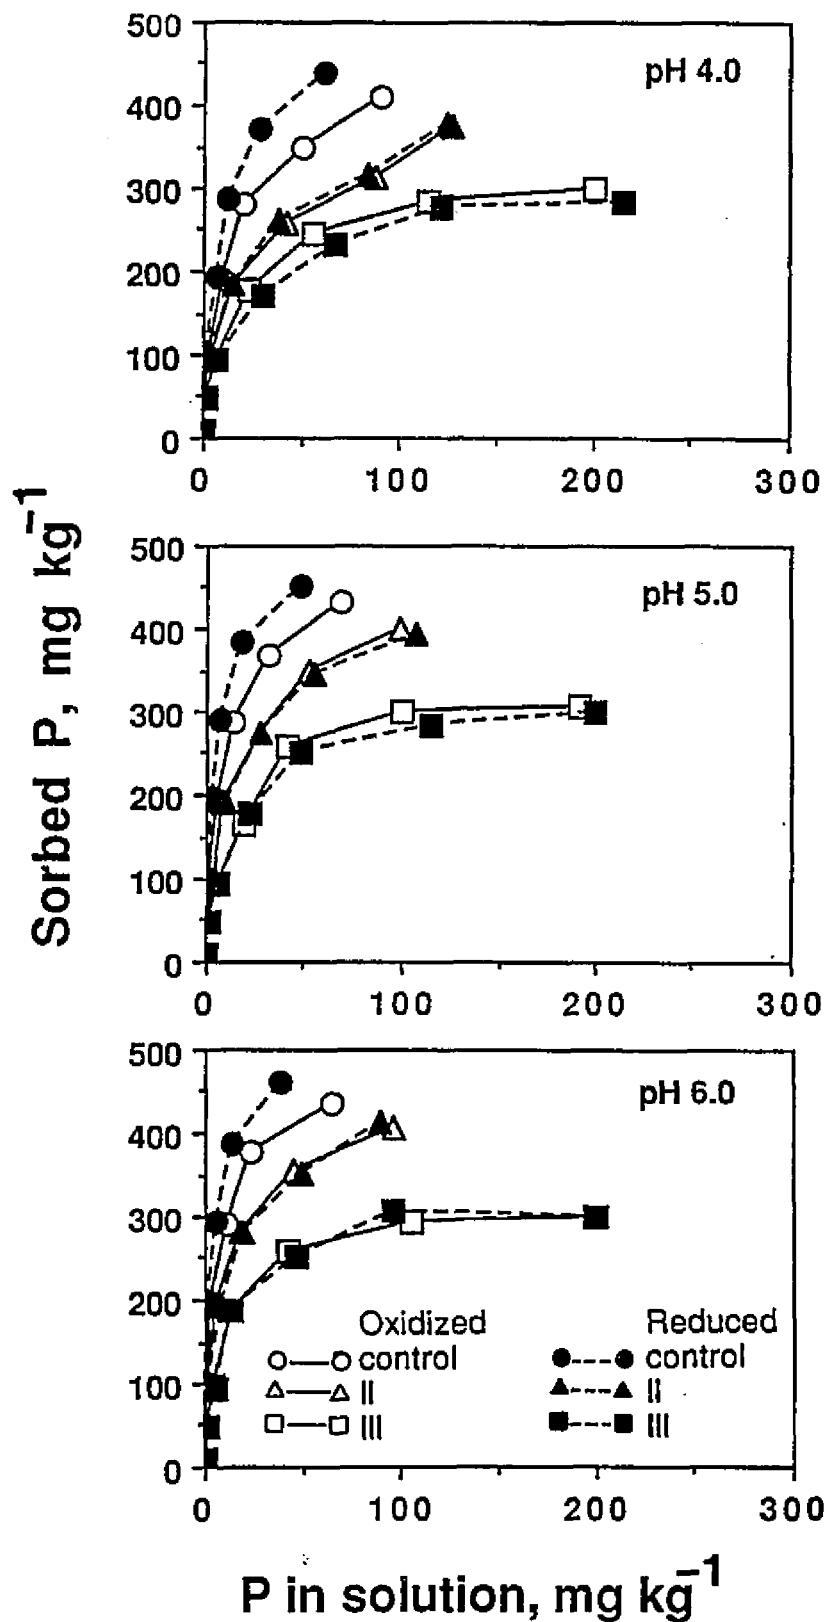 500
400
300
200
100
0
pH 4.0
0 100 200 300
500
400
300
200
100
0
pH 5.0
0 100 200 300
500
400
300
200
100
0
pH 6.0
Oxidized Reduced
control control
II II
III III
0 100 200 300
Sorbed P, mg kg⁻¹
P in solution, mg kg⁻¹